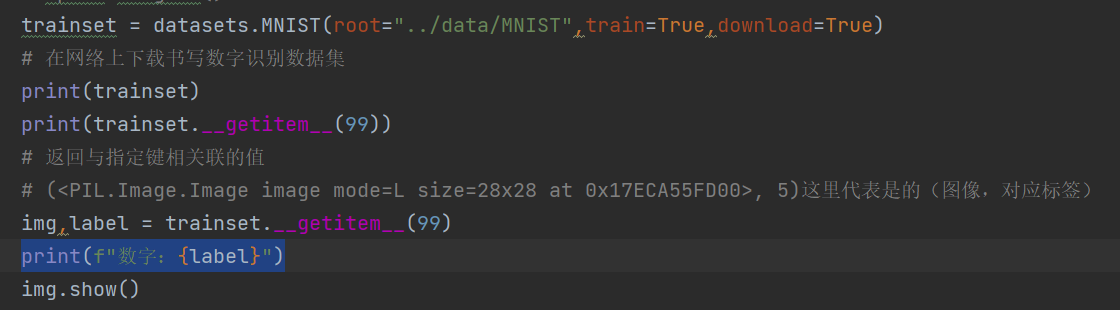 trainset = datasets.MNIST(root="../data/MNIST",train=True,download=True)
# 在网络上下载书写数字识别数据集
print(trainset)
print(trainset.__getitem__(99))
# 返回与指定键相关联的值
# (<PIL.Image.Image image mode=L size=28x28 at 0x17ECA55FD00>, 5)这里代表是的（图像，对应标签）
img,label = trainset.__getitem__(99)
print(f"数字：{label}")
img.show()